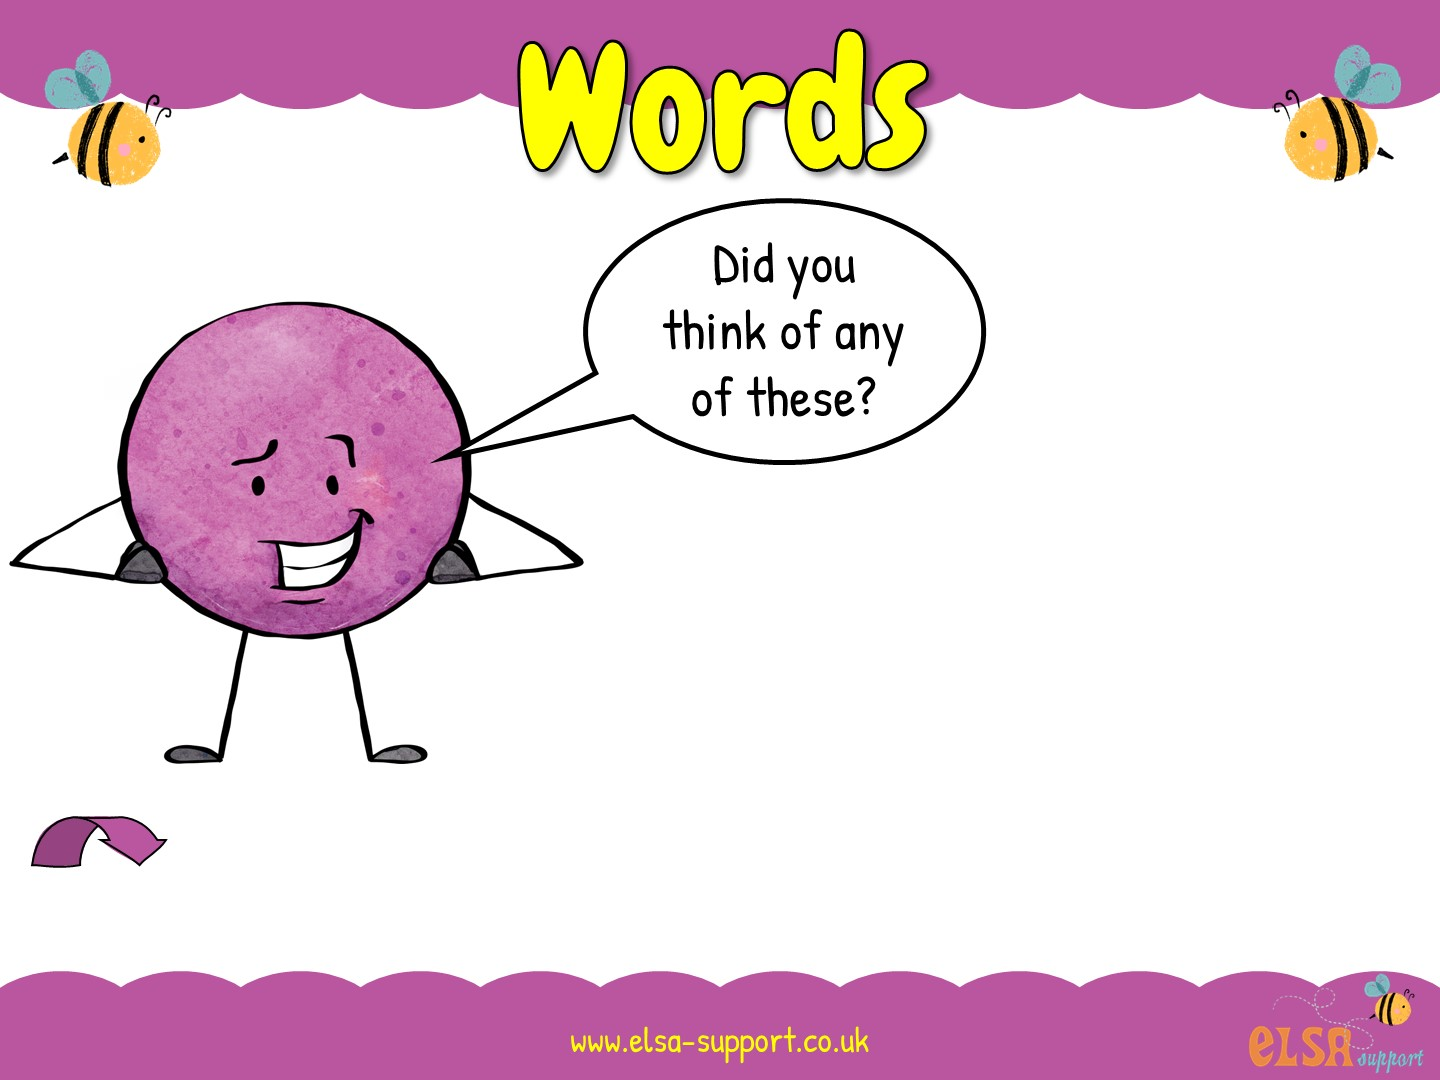 Words
Did you
think of any
of these?
www.elsa-support.co.uk
ELSA
support